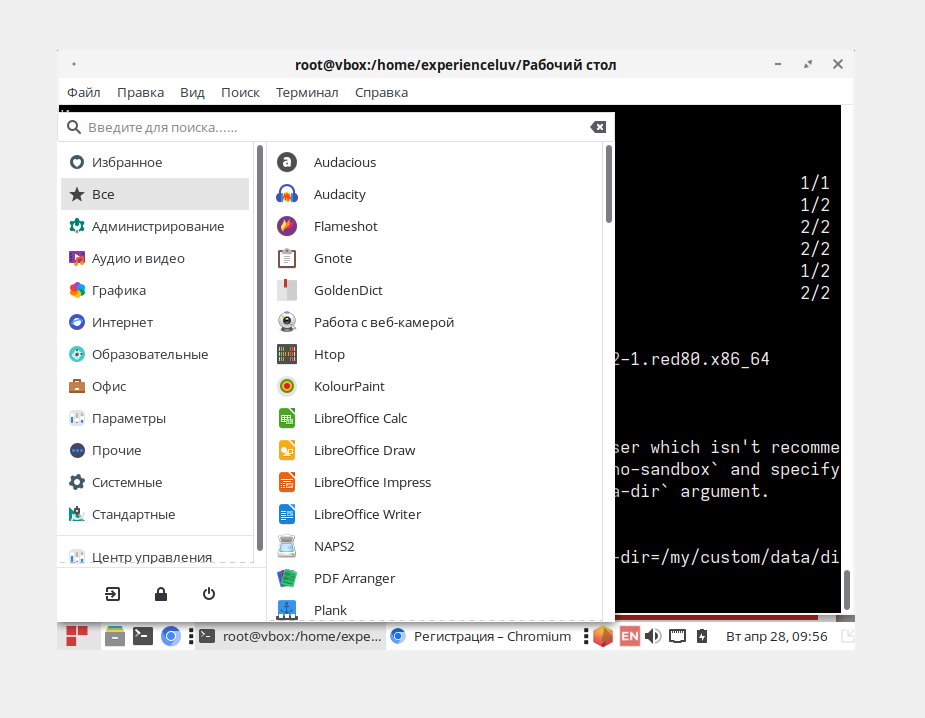 root@vbox:/home/experienceluv/Рабочий стол
Файл Правка Вид Поиск Терминал Справка
Введите для поиска......
Избранное
Все
Администрирование
Аудио и видео
Графика
Интернет
Образовательные
Офис
Параметры
Прочие
Системные
Стандартные
Центр управления
Audacious
Audacity
Flameshot
Gnote
GoldenDict
Работа с веб-камерой
Htop
KolourPaint
LibreOffice Calc
LibreOffice Draw
LibreOffice Impress
LibreOffice Writer
NAPS2
PDF Arranger
Plank
1/1
1/2
2/2
2/2
1/2
2/2
2-1.red80.x86_64
ser which isn't recomme
no-sandbox` and specify
a-dir` argument.
-dir=/my/custom/data/di
root@vbox:/home/expe... Регистрация – Chromium EN Вт апр 28, 09:56